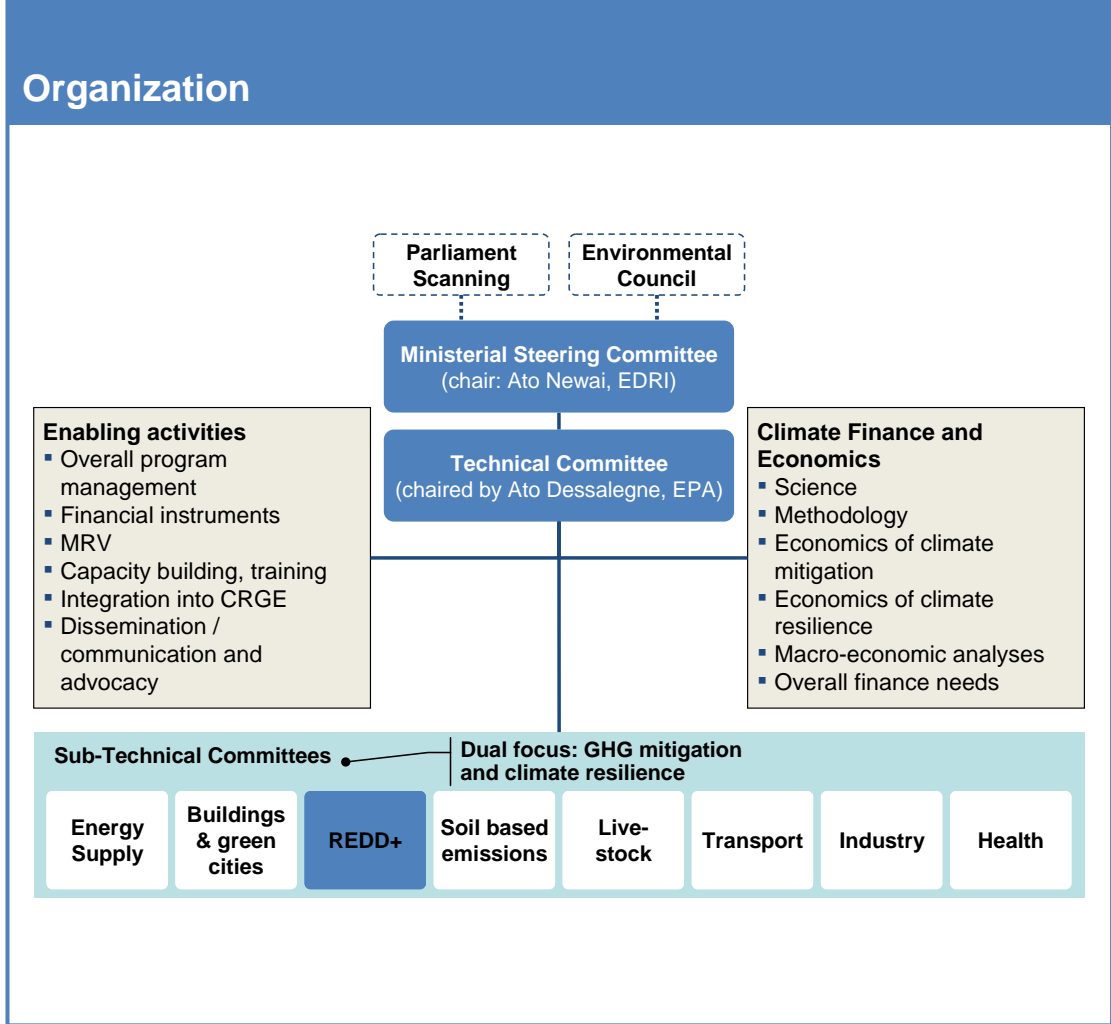 Organization
Parliament
Scanning
Environmental
Council
Ministerial Steering Committee
(chair: Ato Newai, EDRI)
Technical Committee
(chaired by Ato Dessalegne, EPA)
Enabling activities
▪ Overall program
management
▪ Financial instruments
▪ MRV
▪ Capacity building, training
▪ Integration into CRGE
▪ Dissemination /
communication and
advocacy
Climate Finance and
Economics
▪ Science
▪ Methodology
▪ Economics of climate
mitigation
▪ Economics of climate
resilience
▪ Macro-economic analyses
▪ Overall finance needs
Sub-Technical Committees
Dual focus: GHG mitigation
and climate resilience
Energy
Supply
Buildings
& green
cities
REDD+
Soil based
emissions
Live-
stock
Transport
Industry
Health